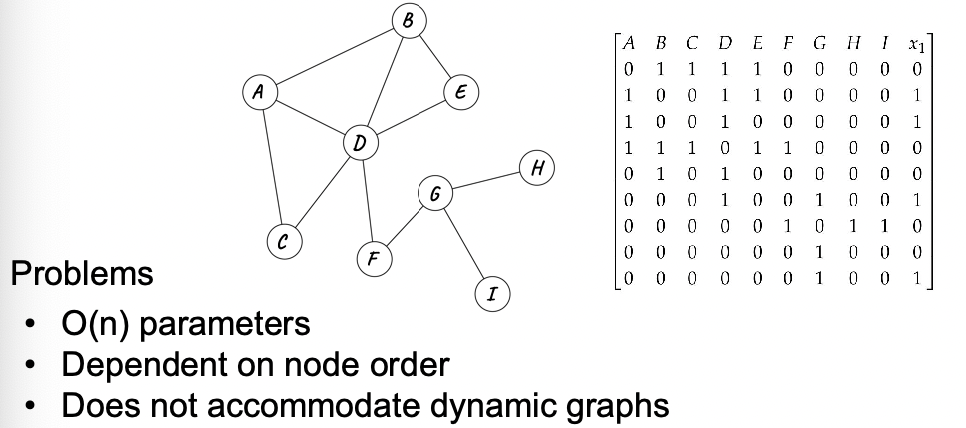 B
A
E
D
H
G
C
F
I
A B C D E F G H I x₁
0 1 1 1 1 0 0 0 0 0
1 0 0 1 1 0 0 0 0 1
1 0 0 1 0 0 0 0 0 1
1 1 1 0 1 1 0 0 0 0
0 1 0 1 0 0 0 0 0 0
0 0 0 1 0 0 1 0 0 1
0 0 0 0 0 1 0 1 1 0
0 0 0 0 0 0 1 0 0 0
0 0 0 0 0 0 1 0 0 1
Problems
• O(n) parameters
• Dependent on node order
• Does not accommodate dynamic graphs